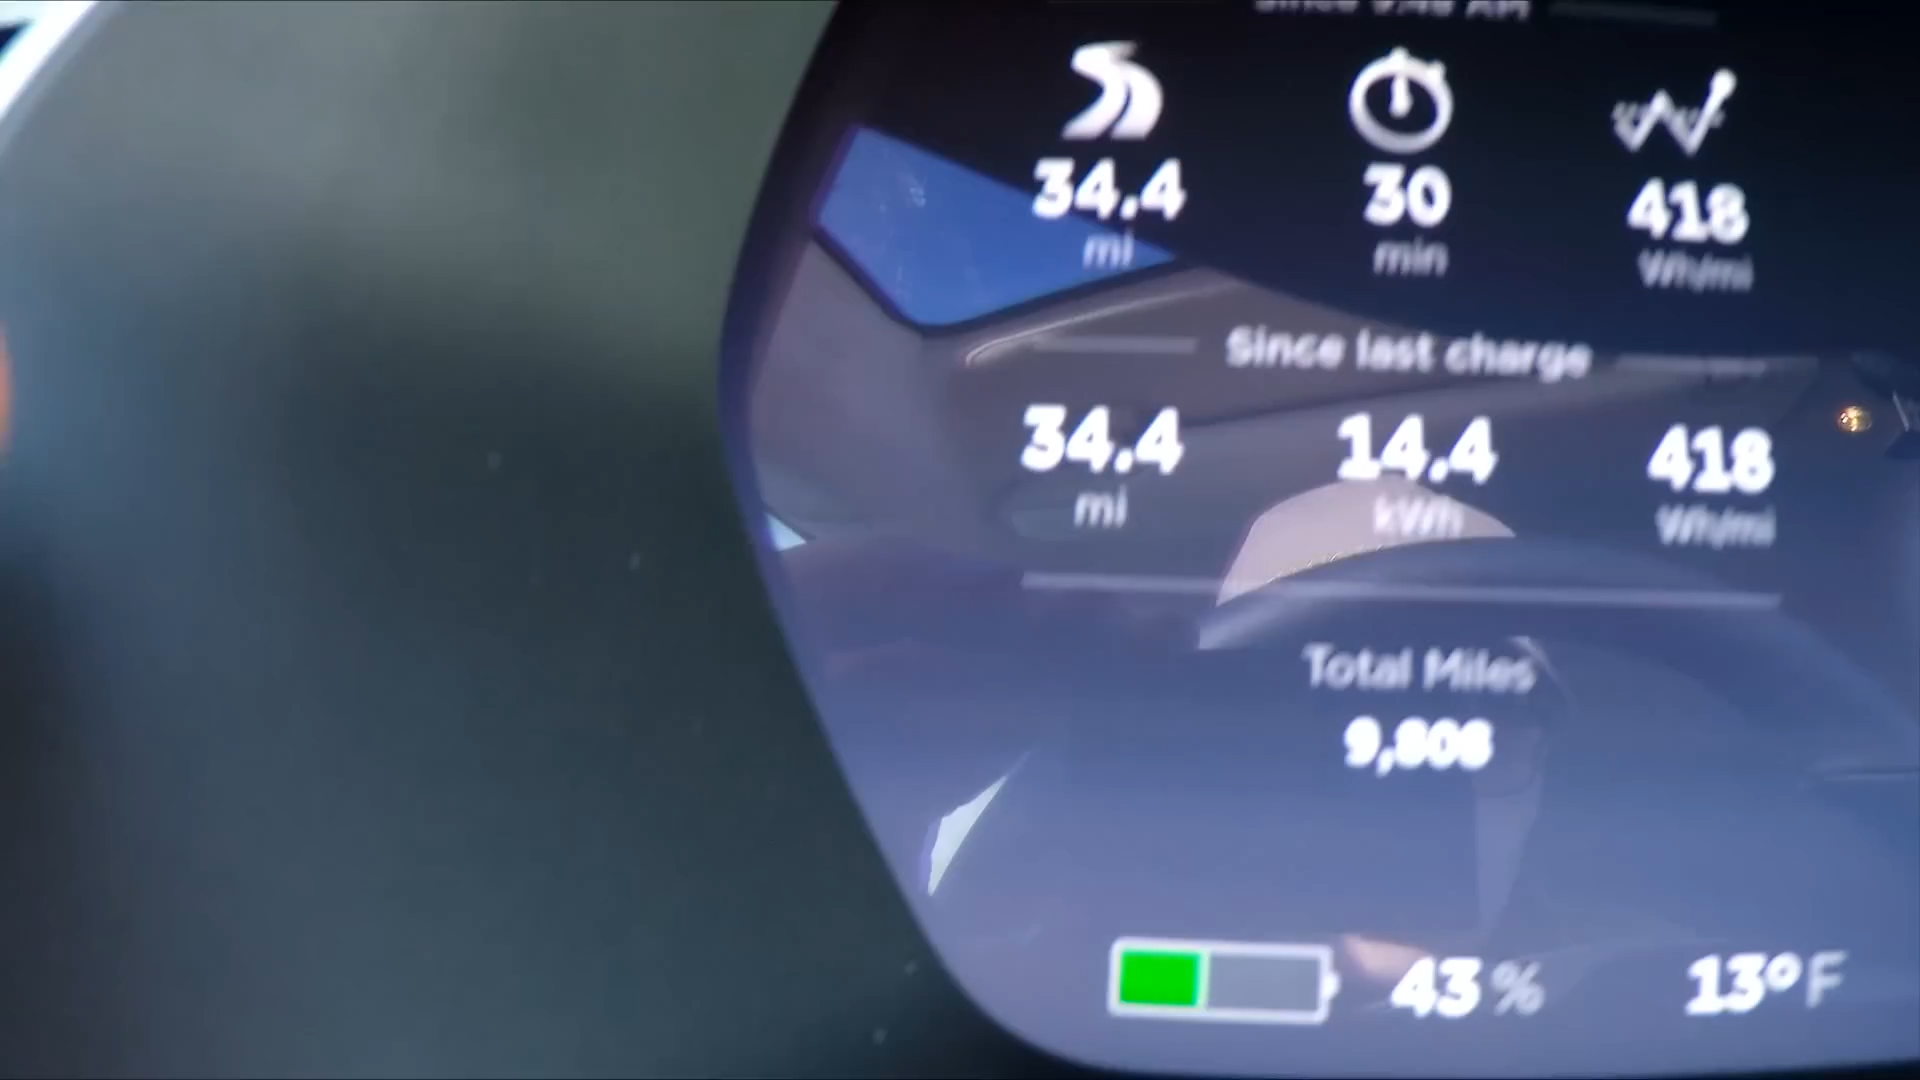 34.4 30 418
mi min Wh/mi
Since last charge
34.4 14.4 418
mi kWh Wh/mi
Total Miles
9,808
43% 13°F